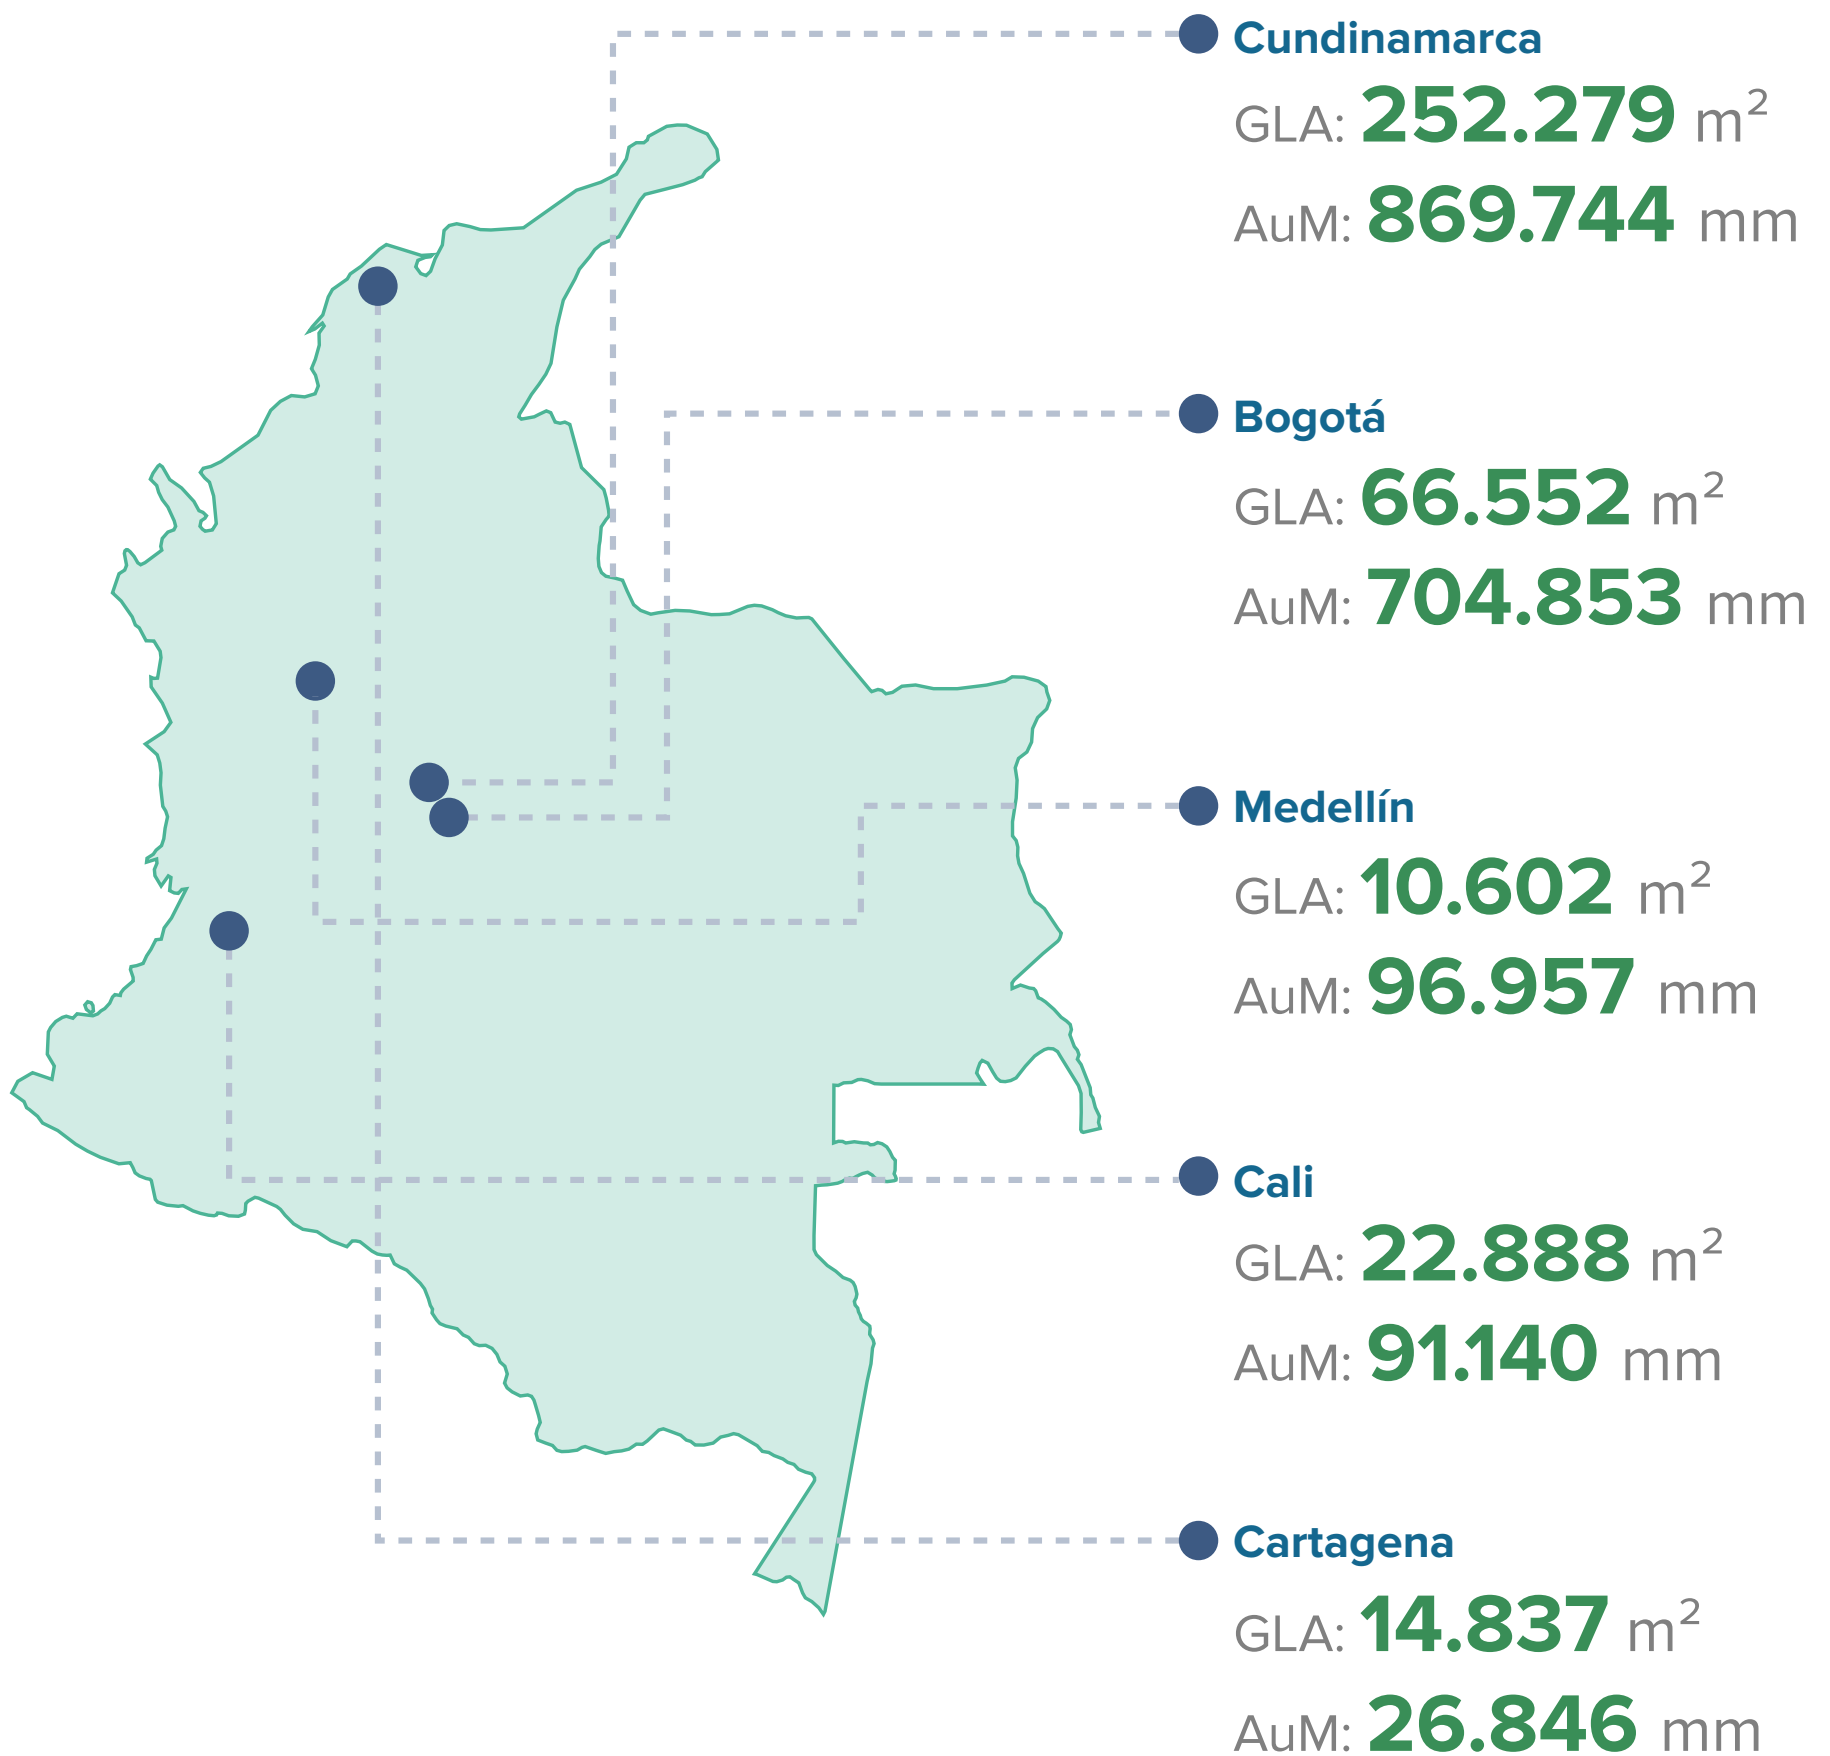 Cundinamarca
GLA: 252.279 m²
AuM: 869.744 mm
Bogotá
GLA: 66.552 m²
AuM: 704.853 mm
Medellín
GLA: 10.602 m²
AuM: 96.957 mm
Cali
GLA: 22.888 m²
AuM: 91.140 mm
Cartagena
GLA: 14.837 m²
AuM: 26.846 mm